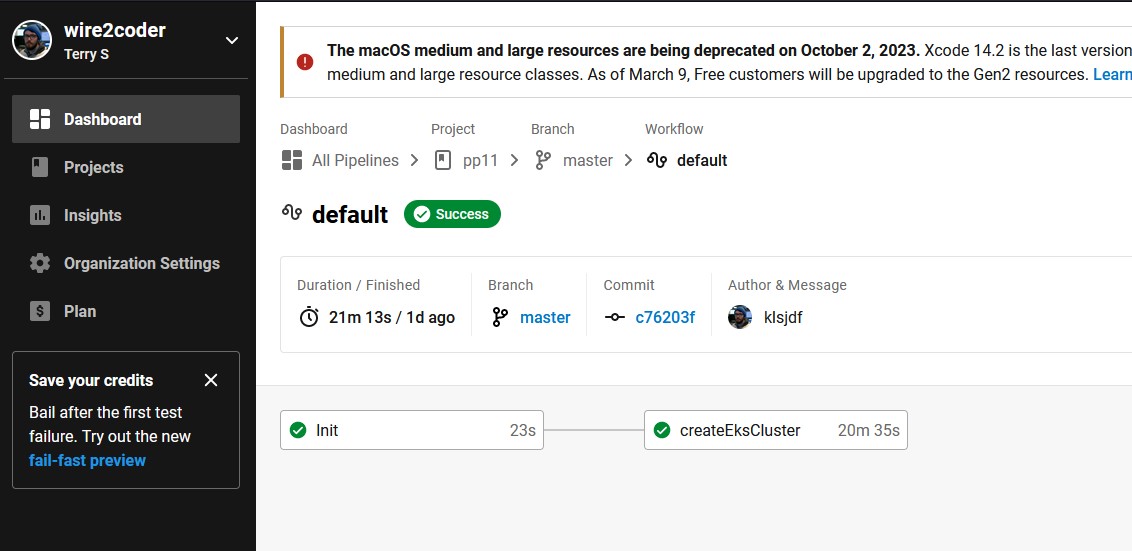 wire2coder
Terry S
Dashboard
Projects
Insights
Organization Settings
Plan
Save your credits
Bail after the first test
failure. Try out the new
fail-fast preview
The macOS medium and large resources are being deprecated on October 2, 2023. Xcode 14.2 is the last version
medium and large resource classes. As of March 9, Free customers will be upgraded to the Gen2 resources. Learn
Dashboard Project Branch Workflow
All Pipelines pp11 master default
default Success
Duration / Finished Branch Commit Author & Message
21m 13s / 1d ago master c76203f klsjdf
Init 23s createEksCluster 20m 35s